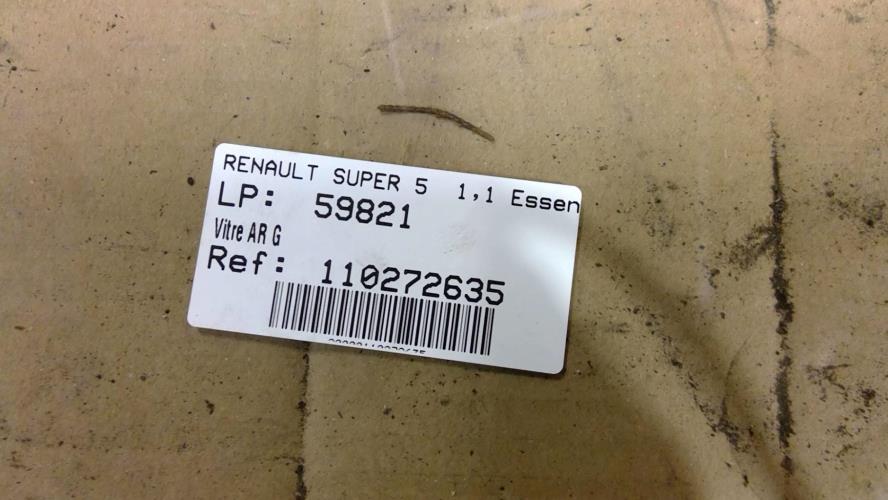 RENAULT SUPER 5 1,1 Essen
LP: 59821
Vitre AR G
Ref: 110272635